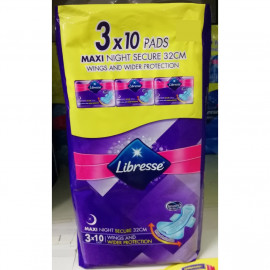 3x10 PADS
MAXI NIGHT SECURE 32CM
WINGS AND WIDER PROTECTION
Libresse
MAXI NIGHT SECURE 32CM
3x10 WINGS AND
WIDER PROTECTION